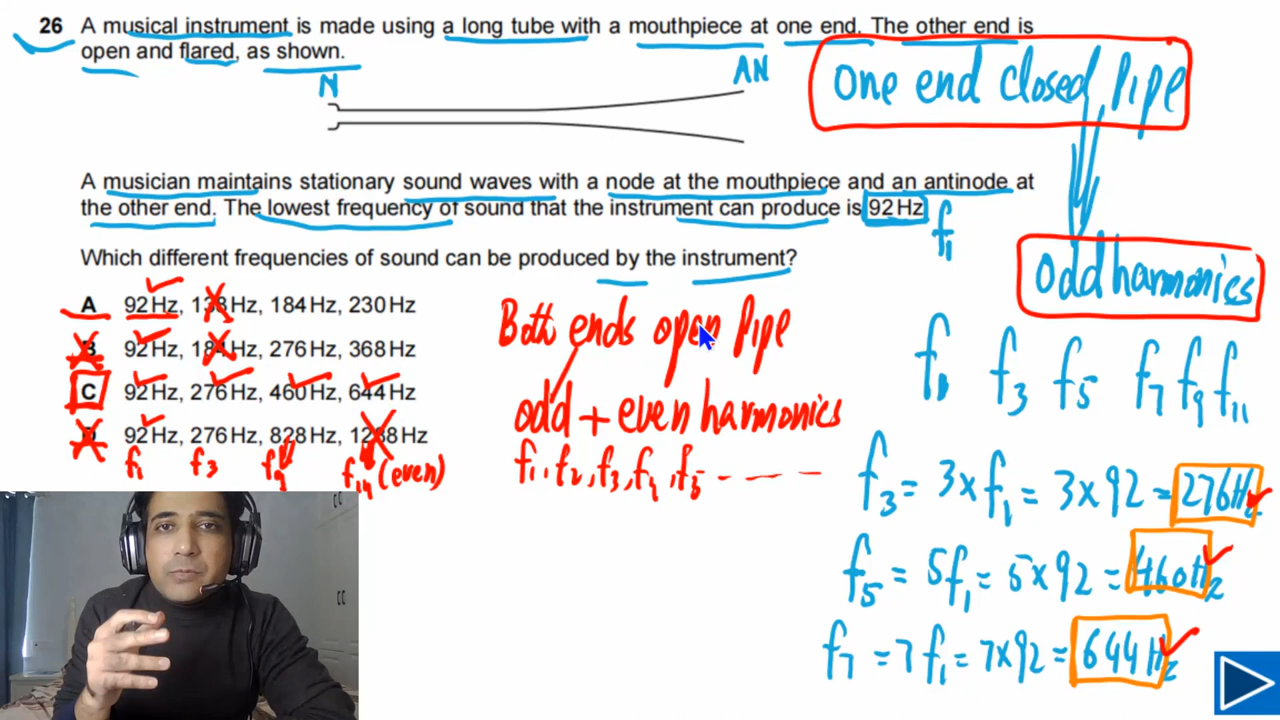 26 A musical instrument is made using a long tube with a mouthpiece at one end. The other end is
open and flared, as shown.
N
AN
One end closed pipe
A musician maintains stationary sound waves with a node at the mouthpiece and an antinode at
the other end. The lowest frequency of sound that the instrument can produce is 92 Hz
f1
Which different frequencies of sound can be produced by the instrument?
odd harmonics
A 92 Hz, 138 Hz, 184 Hz, 230 Hz
B 92 Hz, 184 Hz, 276 Hz, 368 Hz
C 92 Hz, 276 Hz, 460 Hz, 644 Hz
D 92 Hz, 276 Hz, 828 Hz, 1288 Hz
f1 f3 f9 f14 (even)
Both ends open pipe
odd + even harmonics
f1, f2, f3, f4, f5 - - - -
f1 f3 f5 f7 f9 f11
f3 = 3 x f1 = 3 x 92 = 276 Hz
f5 = 5f1 = 5 x 92 = 460 Hz
f7 = 7 f1 = 7 x 92 = 644 Hz